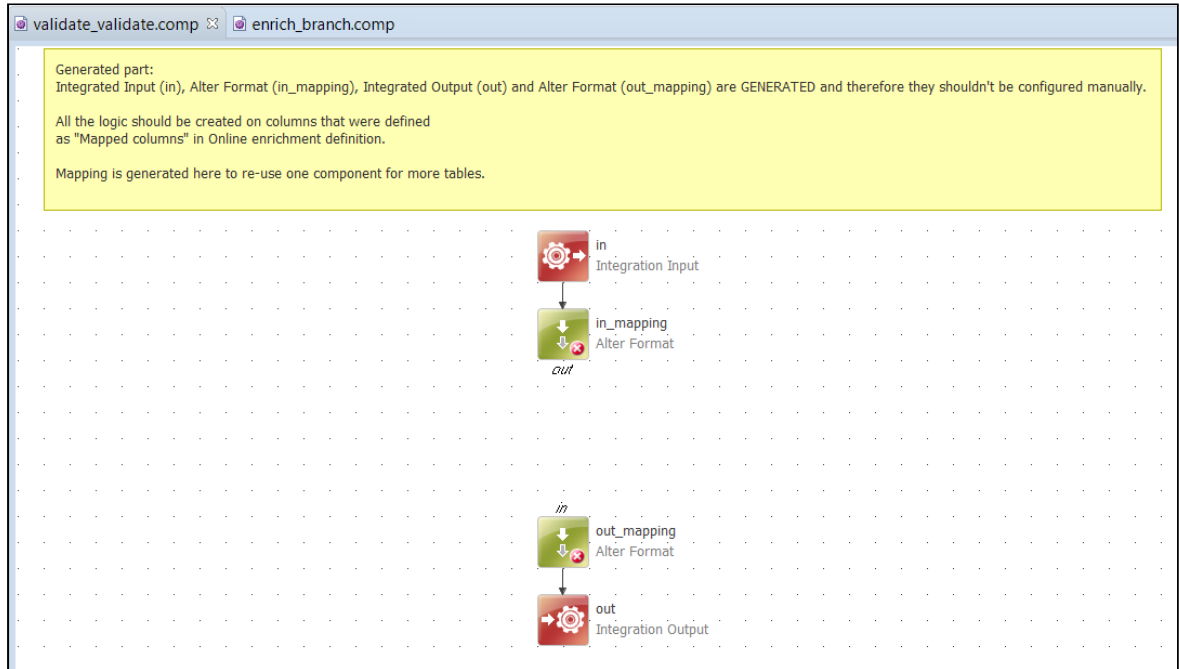 validate_validate.comp
enrich_branch.comp
Generated part:
Integrated Input (in), Alter Format (in_mapping), Integrated Output (out) and Alter Format (out_mapping) are GENERATED and therefore they shouldn't be configured manually.
All the logic should be created on columns that were defined
as "Mapped columns" in Online enrichment definition.
Mapping is generated here to re-use one component for more tables.
in
Integration Input
in_mapping
Alter Format
out
in
out_mapping
Alter Format
out
Integration Output